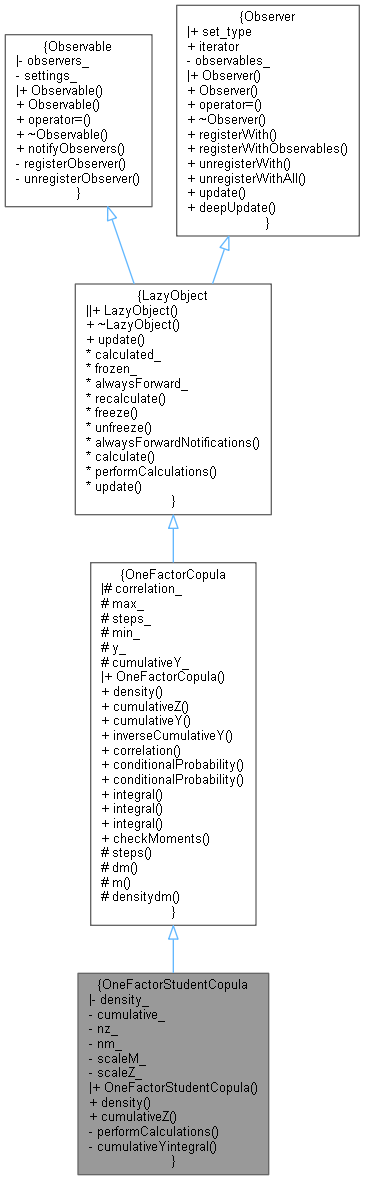 {Observable
|- observers_
- settings_
|+ Observable()
+ Observable()
+ operator=()
+ ~Observable()
+ notifyObservers()
- registerObserver()
- unregisterObserver()
}
{Observer
|+ set_type
+ iterator
- observables_
|+ Observer()
+ Observer()
+ operator=()
+ ~Observer()
+ registerWith()
+ registerWithObservables()
+ unregisterWith()
+ unregisterWithAll()
+ update()
+ deepUpdate()
}
{LazyObject
||+ LazyObject()
+ ~LazyObject()
+ update()
* calculated_
* frozen_
* alwaysForward_
* recalculate()
* freeze()
* unfreeze()
* alwaysForwardNotifications()
* calculate()
* performCalculations()
* update()
}
{OneFactorCopula
|# correlation_
# max_
# steps_
# min_
# y_
# cumulativeY_
|+ OneFactorCopula()
+ density()
+ cumulativeZ()
+ cumulativeY()
+ inverseCumulativeY()
+ correlation()
+ conditionalProbability()
+ conditionalProbability()
+ integral()
+ integral()
+ integral()
+ checkMoments()
# steps()
# dm()
# m()
# densitydm()
}
{OneFactorStudentCopula
|- density_
- cumulative_
- nz_
- nm_
- scaleM_
- scaleZ_
|+ OneFactorStudentCopula()
+ density()
+ cumulativeZ()
- performCalculations()
- cumulativeYintegral()
}